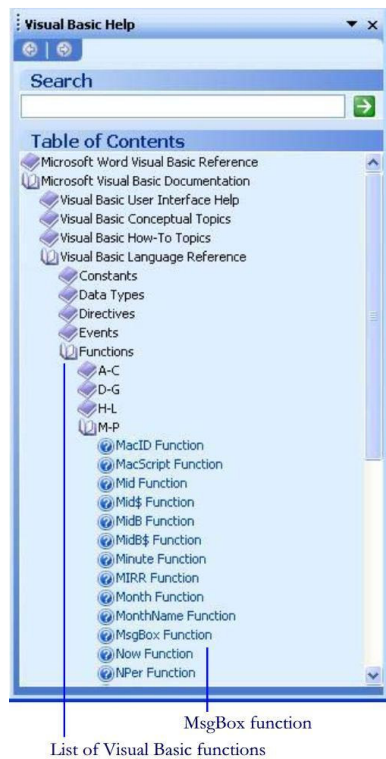 Visual Basic Help
Search
Table of Contents
Microsoft Word Visual Basic Reference
Microsoft Visual Basic Documentation
Visual Basic User Interface Help
Visual Basic Conceptual Topics
Visual Basic How-To Topics
Visual Basic Language Reference
Constants
Data Types
Directives
Events
Functions
A-C
D-G
H-L
M-P
MacID Function
MacScript Function
Mid Function
Mid$ Function
MidB Function
MidB$ Function
Minute Function
MIRR Function
Month Function
MonthName Function
MsgBox Function
Now Function
NPer Function
MsgBox function
List of Visual Basic functions